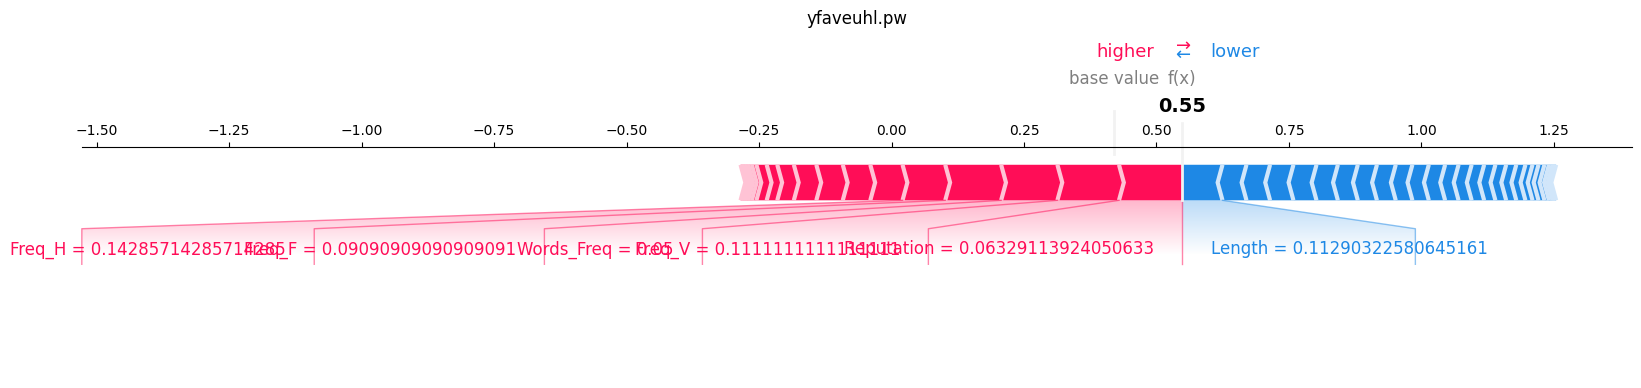 yfaveuhl.pw
higher ⇄ lower
base value f(x)
0.55
−1.50 −1.25 −1.00 −0.75 −0.50 −0.25 0.00 0.25 0.50 0.75 1.00 1.25
Freq_H = 0.14285714285714285 Freq_F = 0.09090909090909091 Words_Freq = 0.05 Freq_V = 0.1111111111111111 Reputation = 0.06329113924050633 Length = 0.11290322580645161